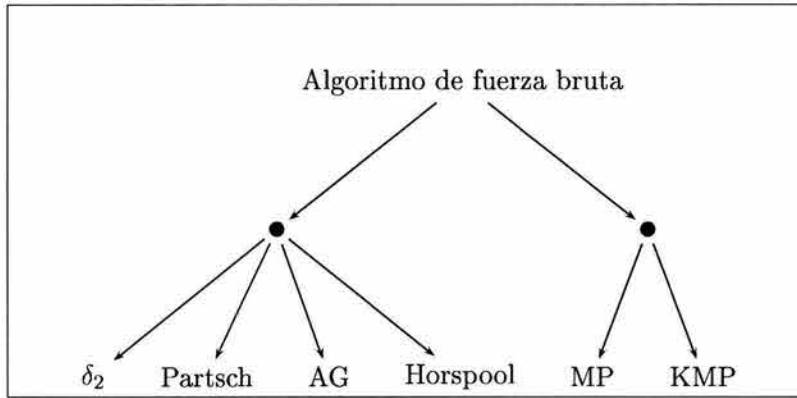 Algoritmo de fuerza bruta
δ₂ Partsch AG Horspool MP KMP